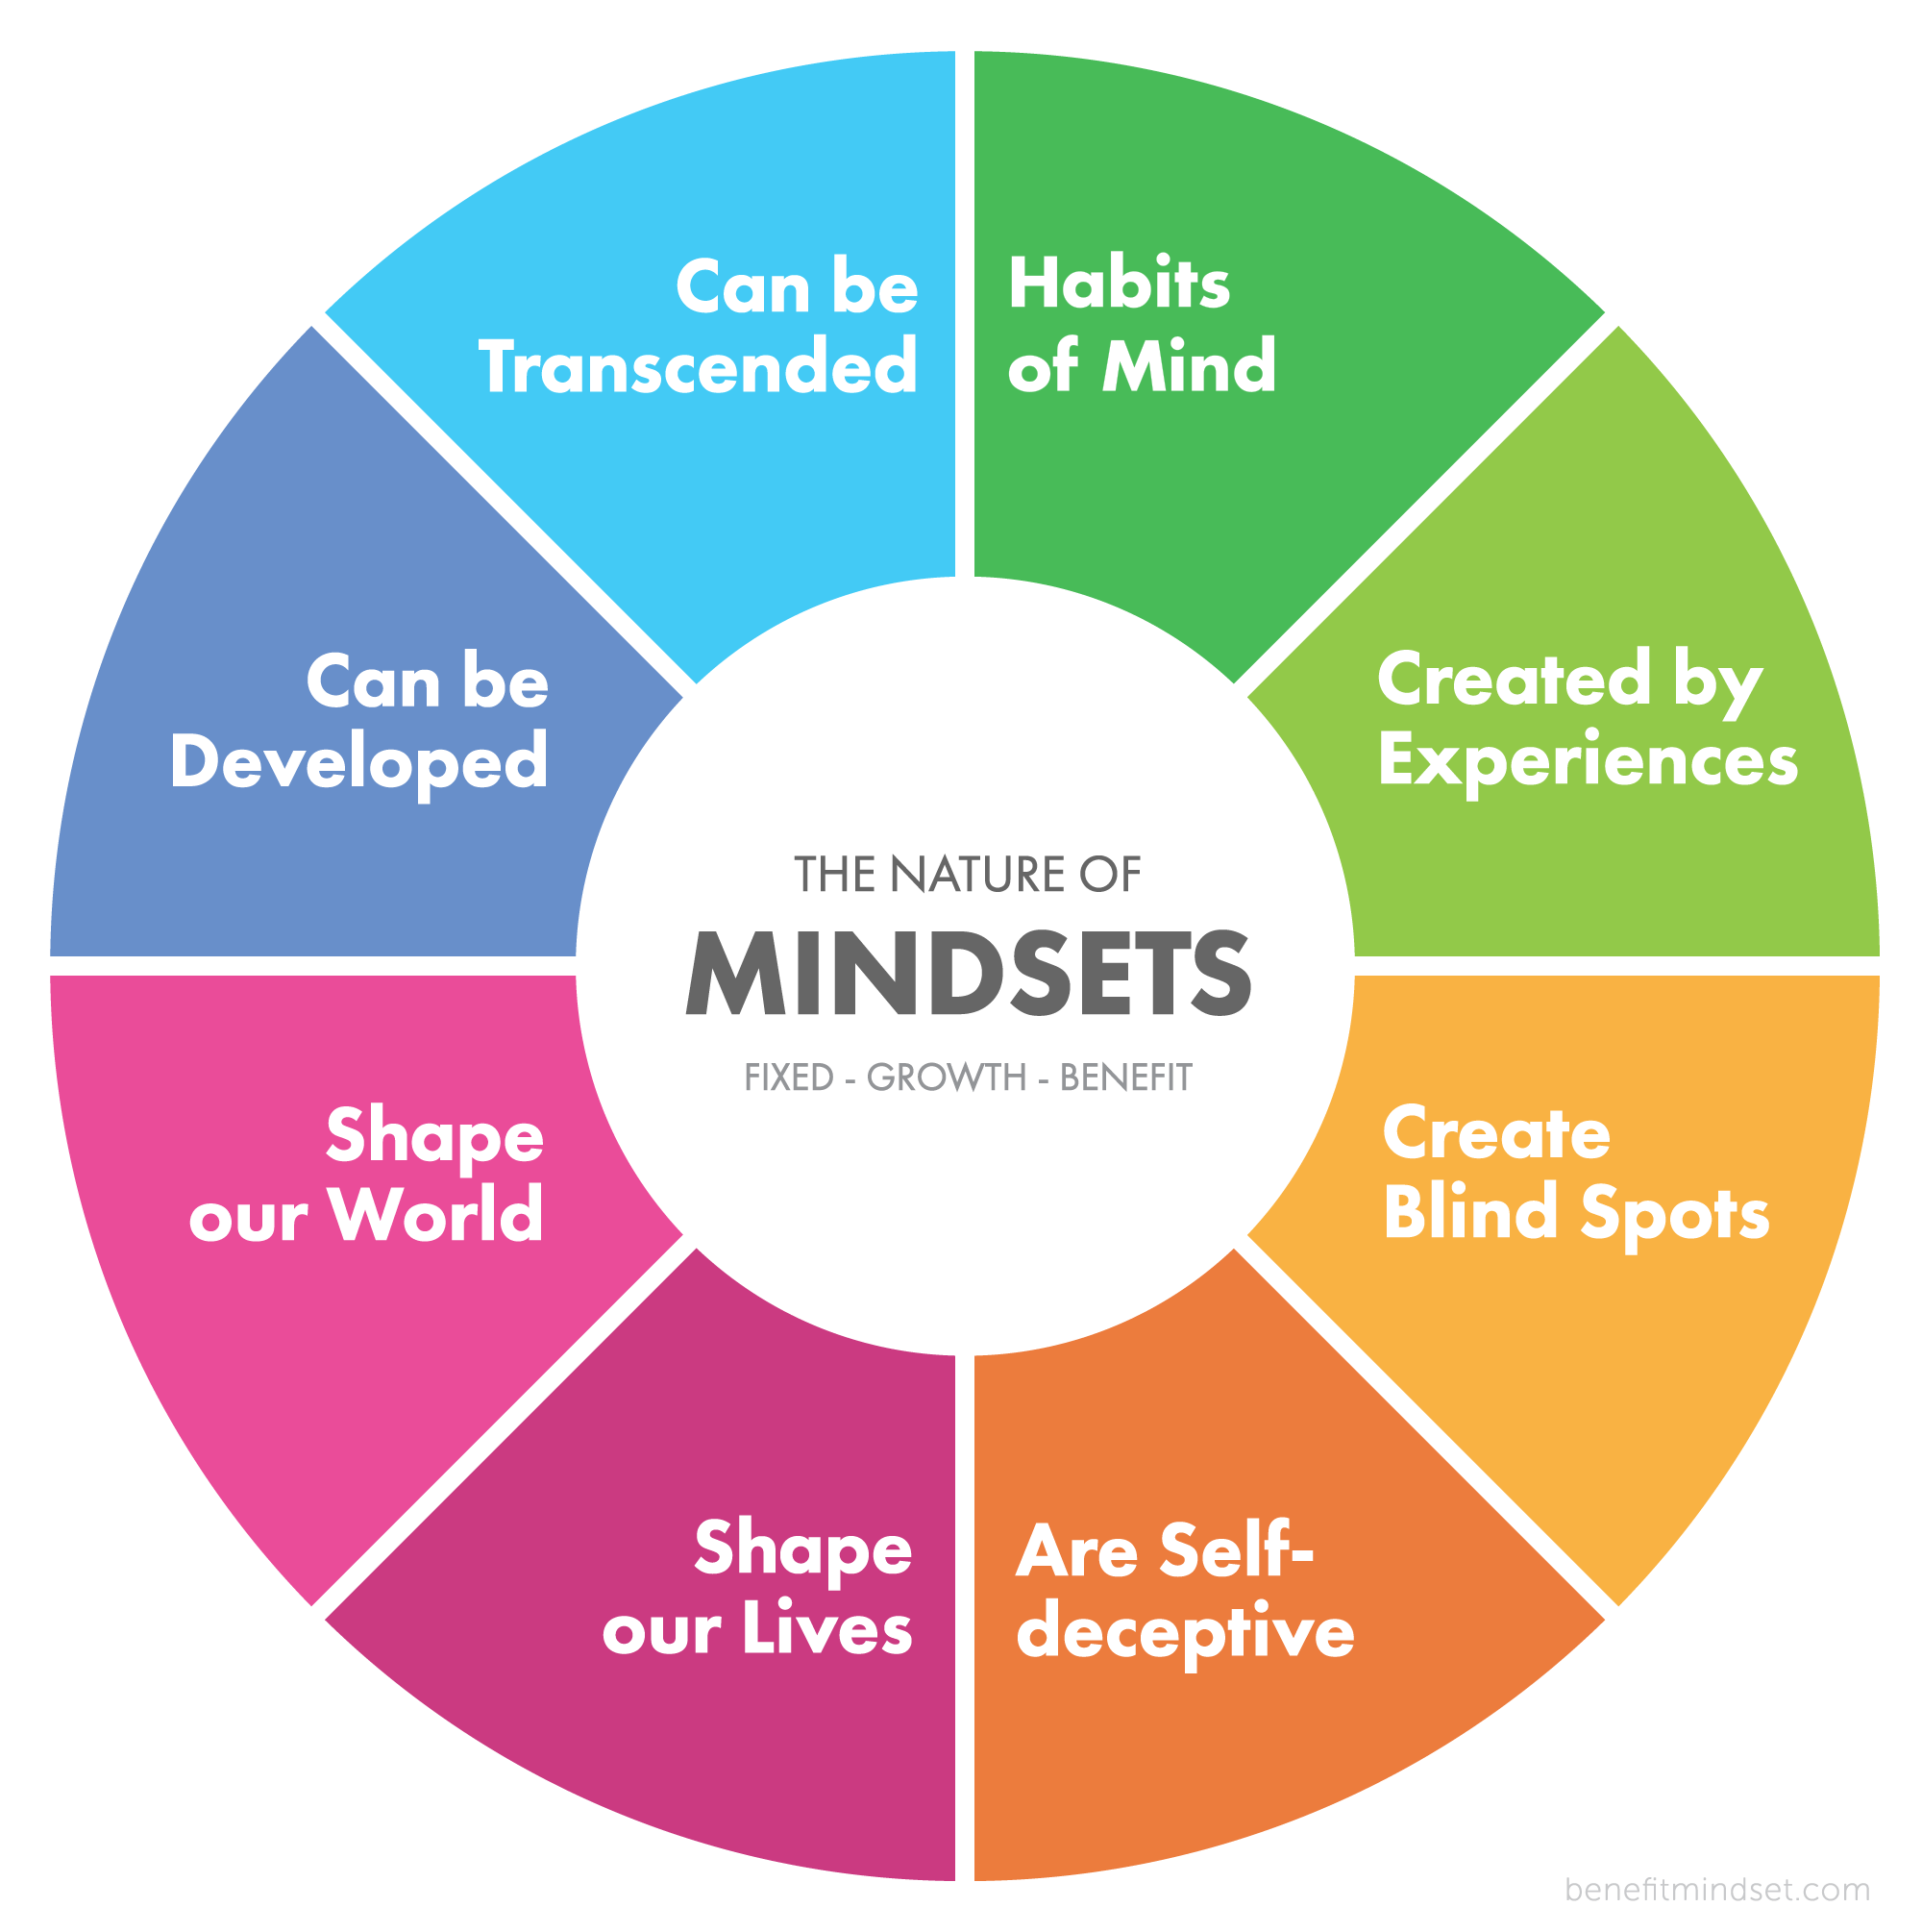 Can be
Transcended
Habits
of Mind
Can be
Developed
Created by
Experiences
THE NATURE OF
MINDSETS
FIXED - GROWTH - BENEFIT
Shape
our World
Create
Blind Spots
Shape
our Lives
Are Self-
deceptive
benefitmindset.com